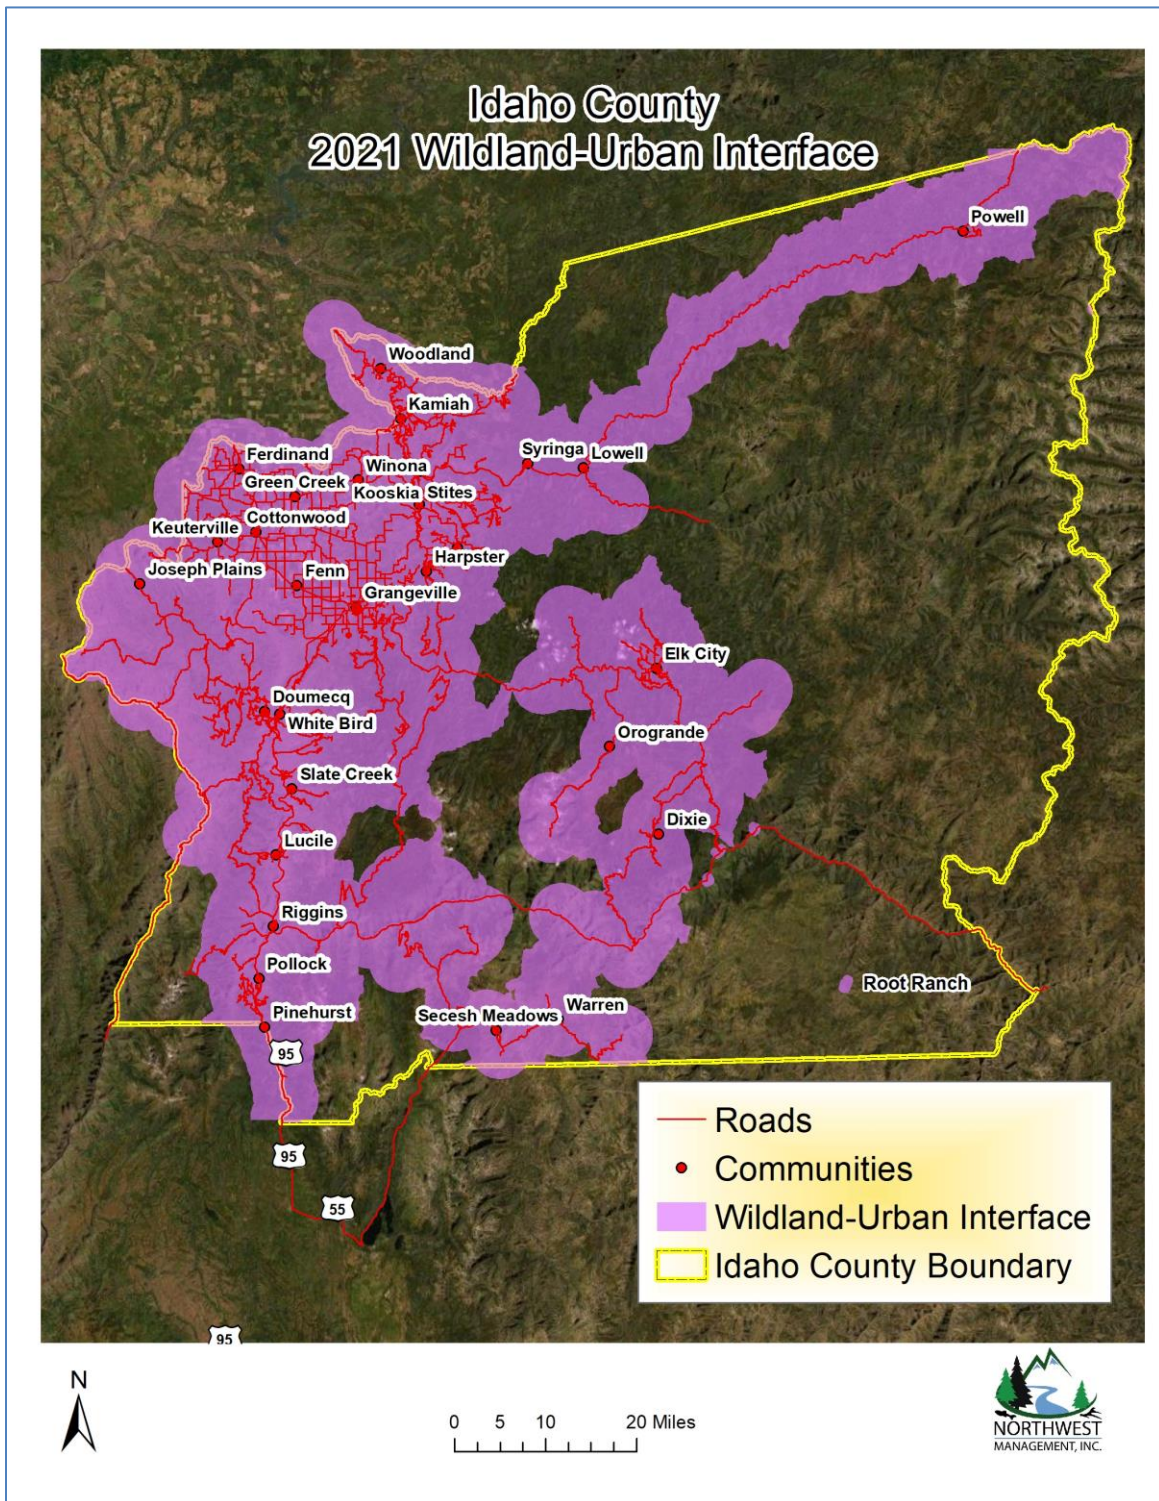 Idaho County
2021 Wildland-Urban Interface
Powell
Woodland
Kamiah
Ferdinand
Winona
Syringa
Lowell
Green Creek
Kooskia
Stites
Cottonwood
Keuterville
Harpster
Joseph Plains
Fenn
Grangeville
Elk City
Doumecq
White Bird
Orogrande
Slate Creek
Dixie
Lucile
Riggins
Pollock
Root Ranch
Warren
Pinehurst
Secesh Meadows
95
95
55
95
Roads
Communities
Wildland-Urban Interface
Idaho County Boundary
N
0 5 10 20 Miles
NORTHWEST
MANAGEMENT, INC.